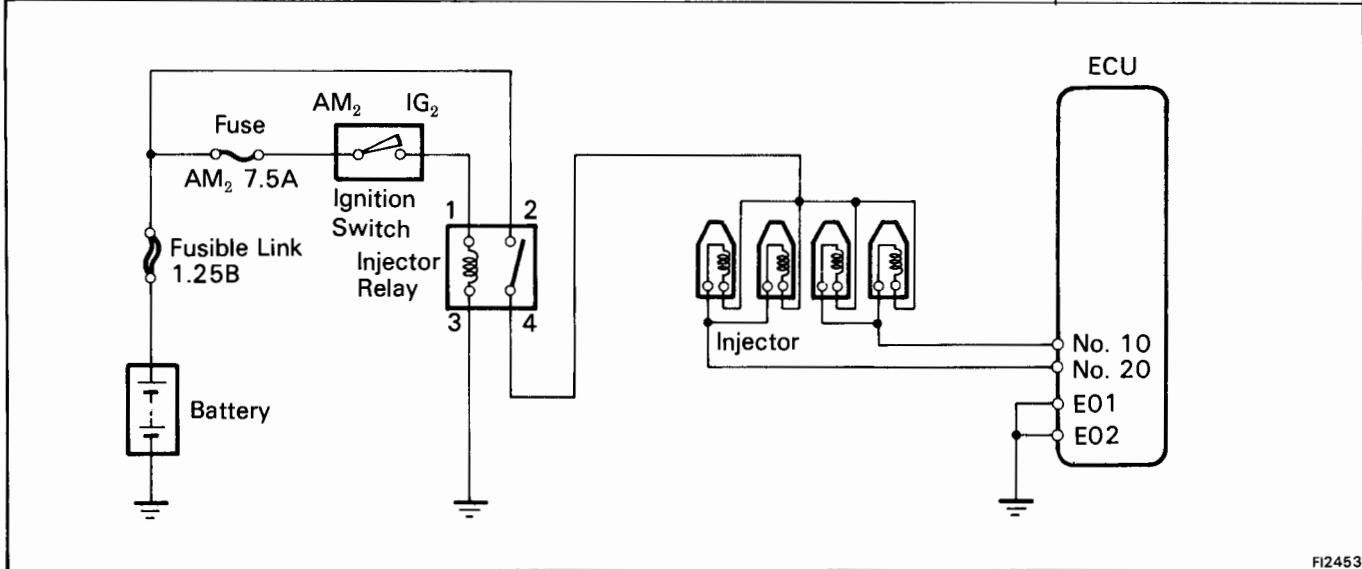 ECU
AM₂ IG₂
Fuse
AM₂ 7.5A
Ignition
Switch
1 2
Fusible Link
1.25B
Injector
Relay
3 4
Injector
No. 10
No. 20
E01
E02
Battery
FI2453